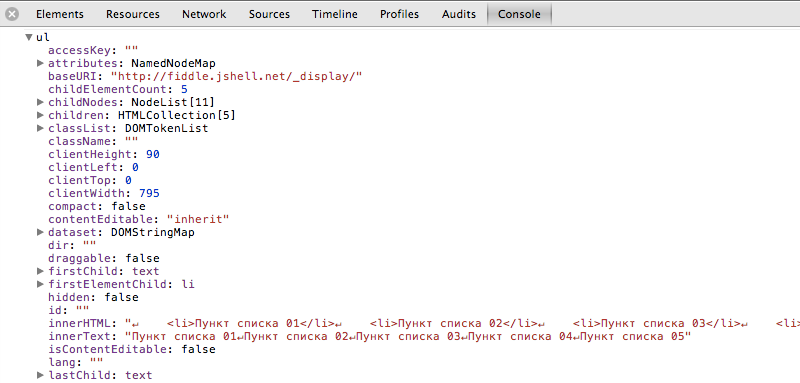 Elements Resources Network Sources Timeline Profiles Audits Console
▼ul
accessKey: ""
▶attributes: NamedNodeMap
baseURI: "http://fiddle.jshell.net/_display/"
childElementCount: 5
▶childNodes: NodeList[11]
▶children: HTMLCollection[5]
▶classList: DOMTokenList
className: ""
clientHeight: 90
clientLeft: 0
clientTop: 0
clientWidth: 795
compact: false
contentEditable: "inherit"
▶dataset: DOMStringMap
dir: ""
draggable: false
▶firstChild: text
▶firstElementChild: li
hidden: false
id: ""
innerHTML: "↵    <li>Пункт списка 01</li>↵    <li>Пункт списка 02</li>↵    <li>Пункт списка 03</li>↵    <li>
innerText: "Пункт списка 01↵Пункт списка 02↵Пункт списка 03↵Пункт списка 04↵Пункт списка 05"
isContentEditable: false
lang: ""
▶lastChild: text